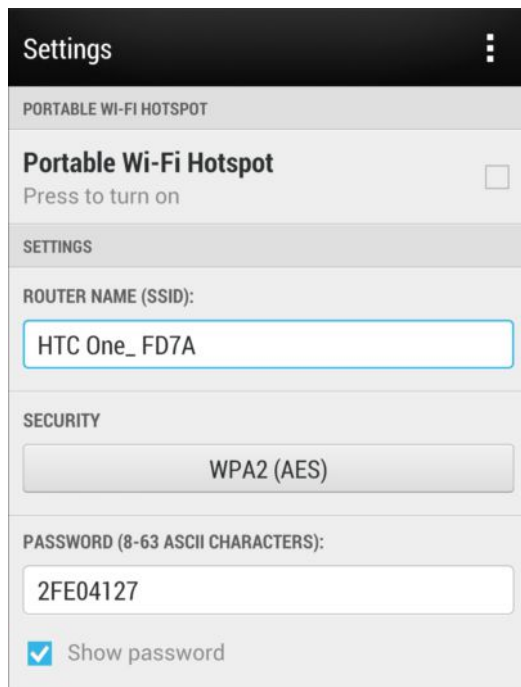 Settings
PORTABLE WI-FI HOTSPOT
Portable Wi-Fi Hotspot
Press to turn on
SETTINGS
ROUTER NAME (SSID):
HTC One_ FD7A
SECURITY
WPA2 (AES)
PASSWORD (8-63 ASCII CHARACTERS):
2FE04127
Show password